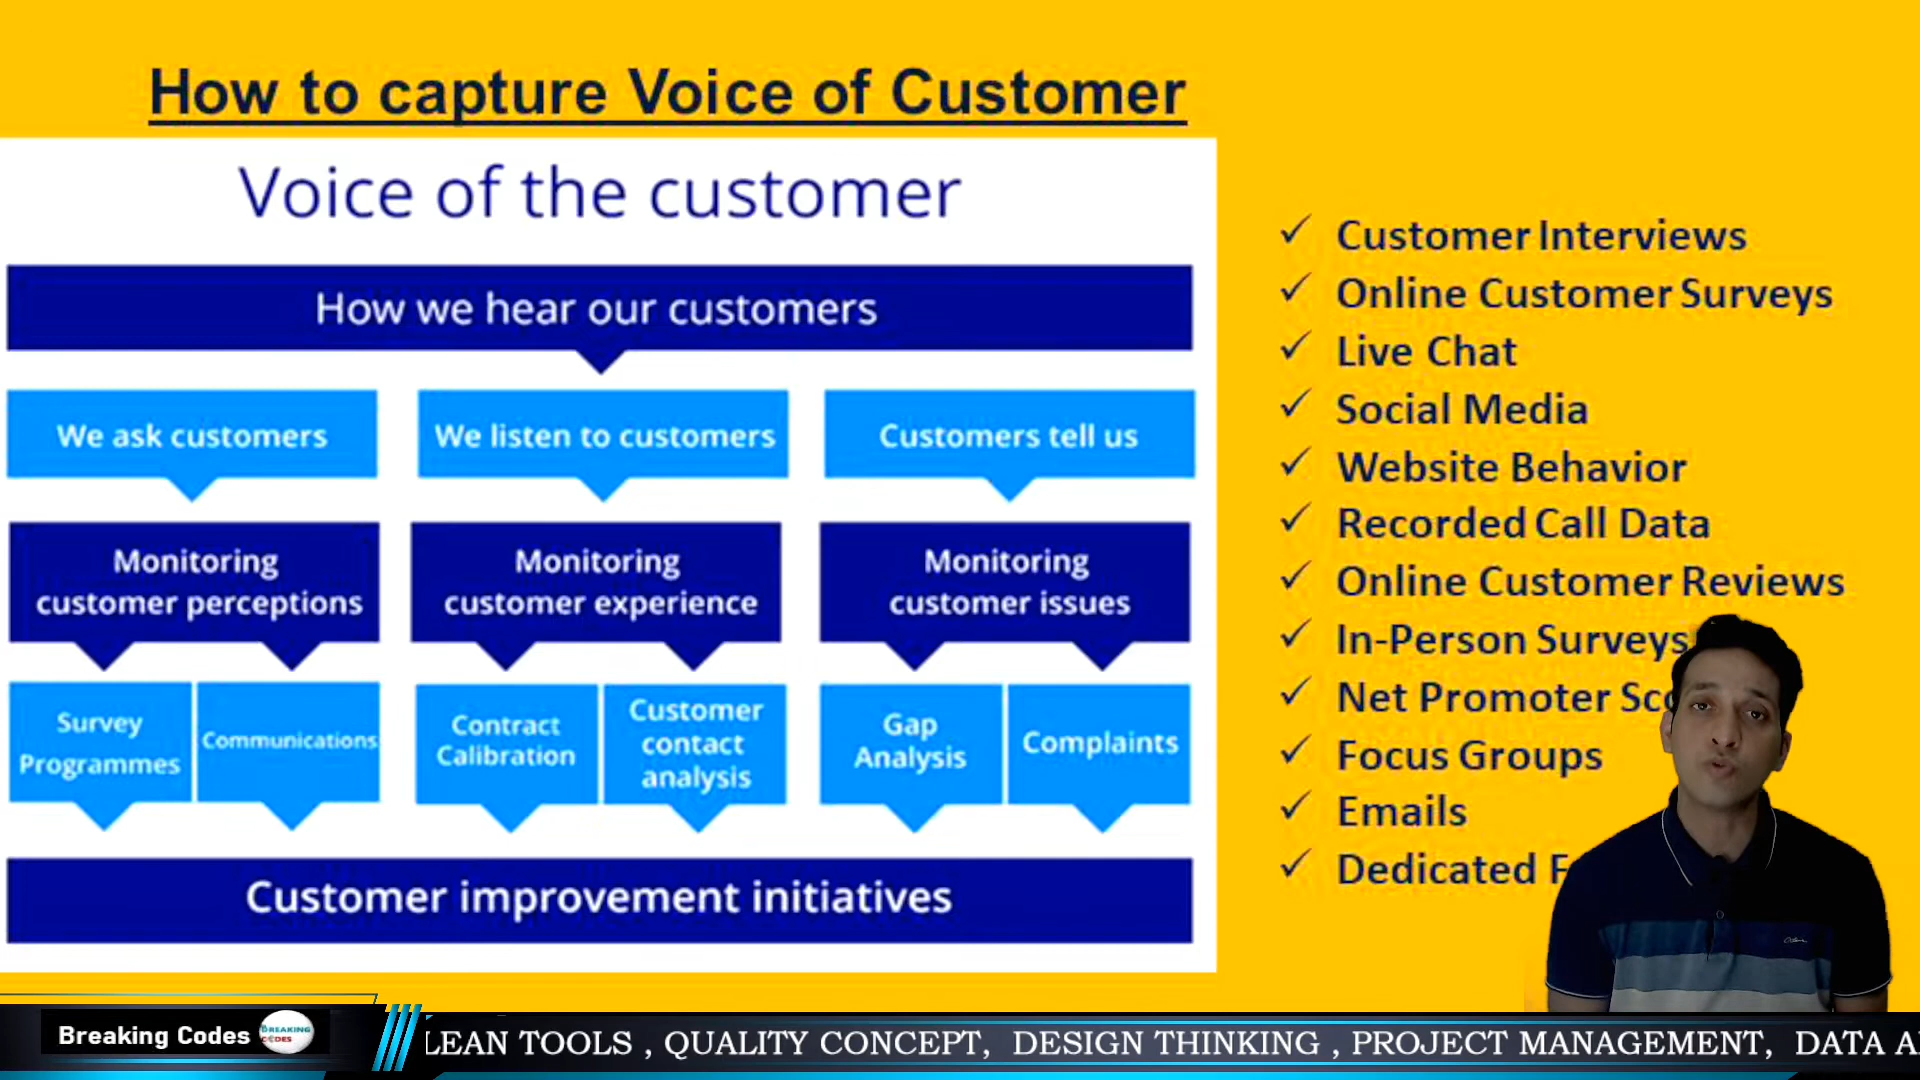 How to capture Voice of Customer
Voice of the customer
How we hear our customers
We ask customers
We listen to customers
Customers tell us
Monitoring
customer perceptions
Monitoring
customer experience
Monitoring
customer issues
Survey
Programmes
Communications
Contract
Calibration
Customer
contact
analysis
Gap
Analysis
Complaints
Customer improvement initiatives
✓ Customer Interviews
✓ Online Customer Surveys
✓ Live Chat
✓ Social Media
✓ Website Behavior
✓ Recorded Call Data
✓ Online Customer Reviews
✓ In-Person Surveys
✓ Net Promoter
✓ Focus Groups
✓ Emails
✓ Dedicated
Breaking Codes
BREAKING
CODES
LEAN TOOLS , QUALITY CONCEPT, DESIGN THINKING , PROJECT MANAGEMENT, DATA